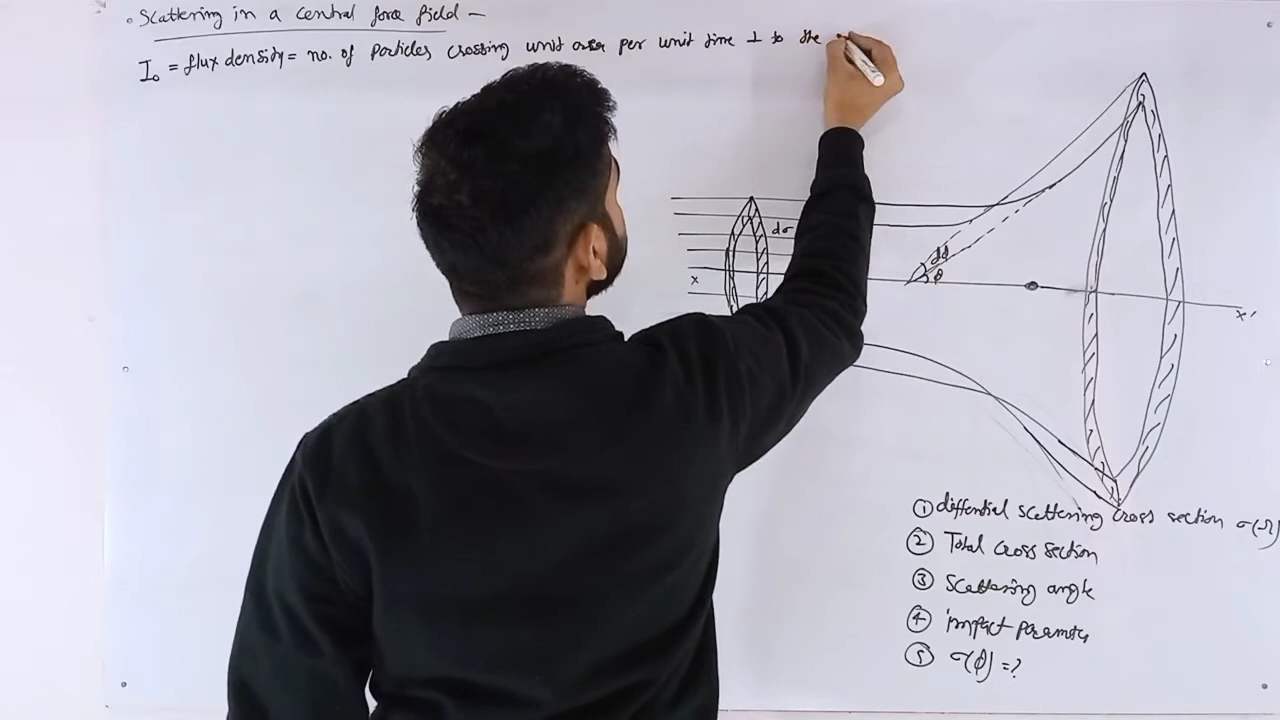 • Scattering in a central force field —
I₀ = flux density = no. of particles crossing unit area per unit time ⊥ to the
dσ
dϕ
ϕ
x
x'
① differential scattering cross section σ(Ω)
② Total cross section
③ scattering angle
④ impact parameter
⑤ σ(ϕ) = ?